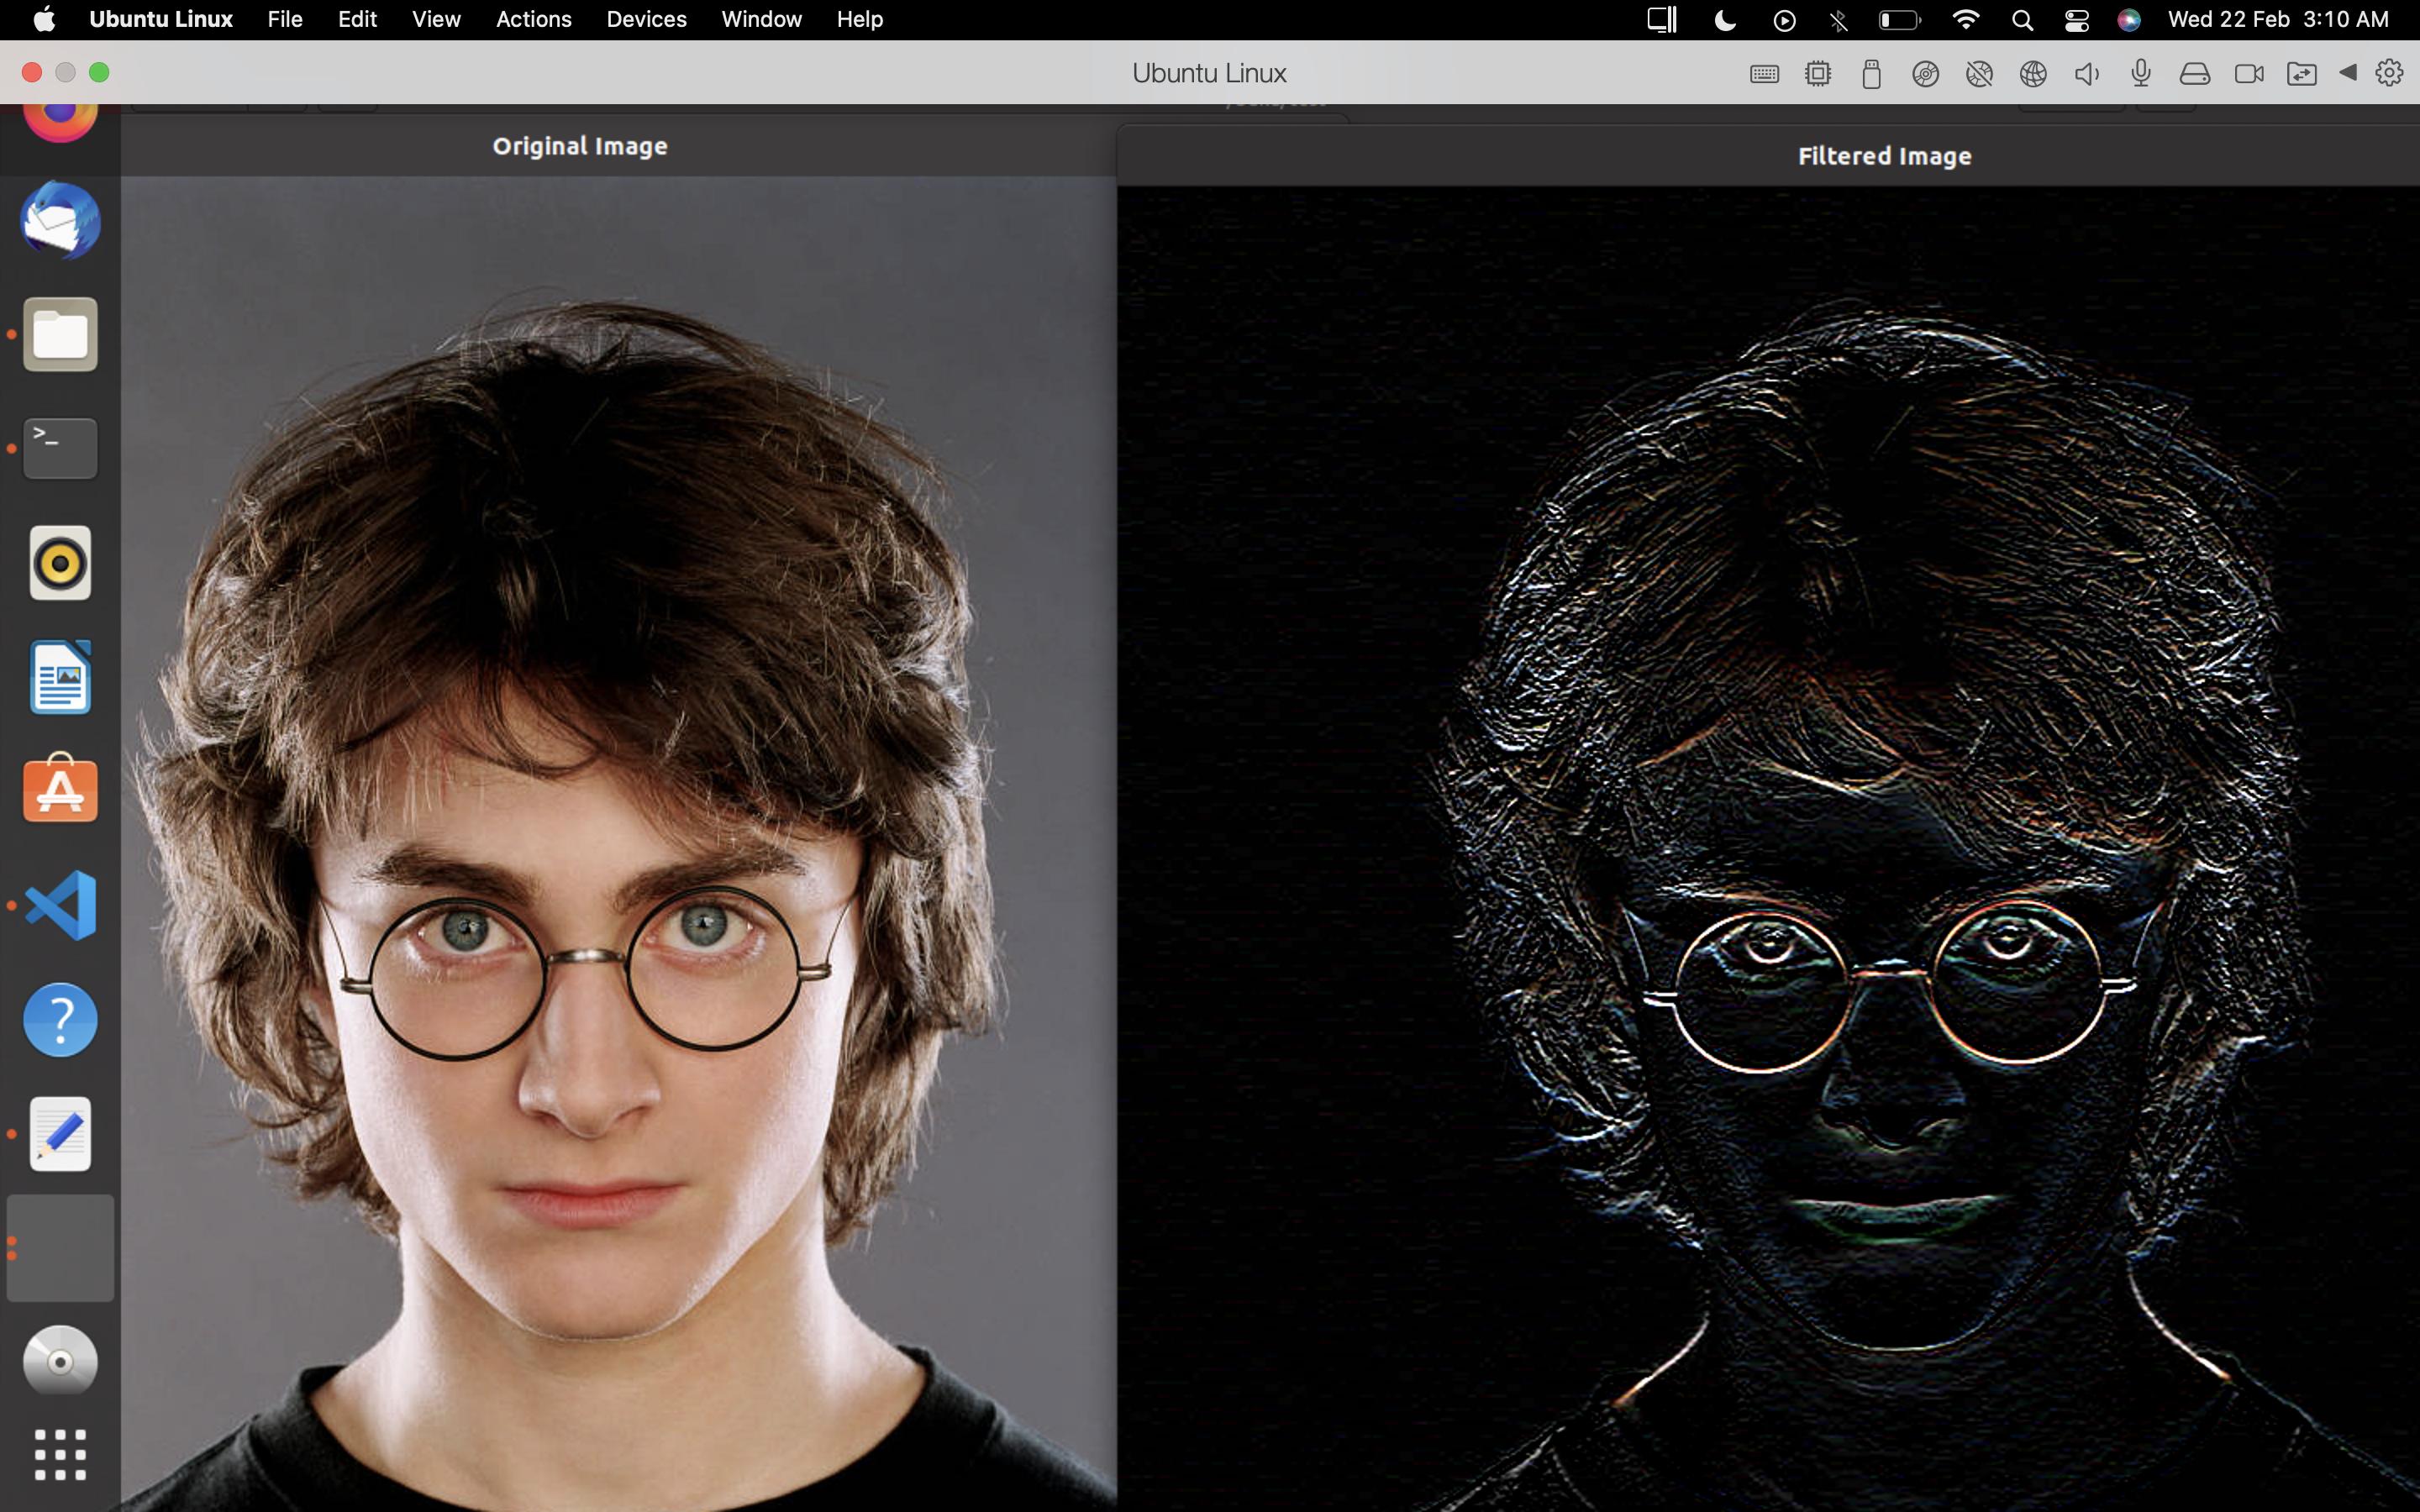 Ubuntu Linux File Edit View Actions Devices Window Help Wed 22 Feb 3:10 AM
Ubuntu Linux
Original Image
Filtered Image
>_
A
?